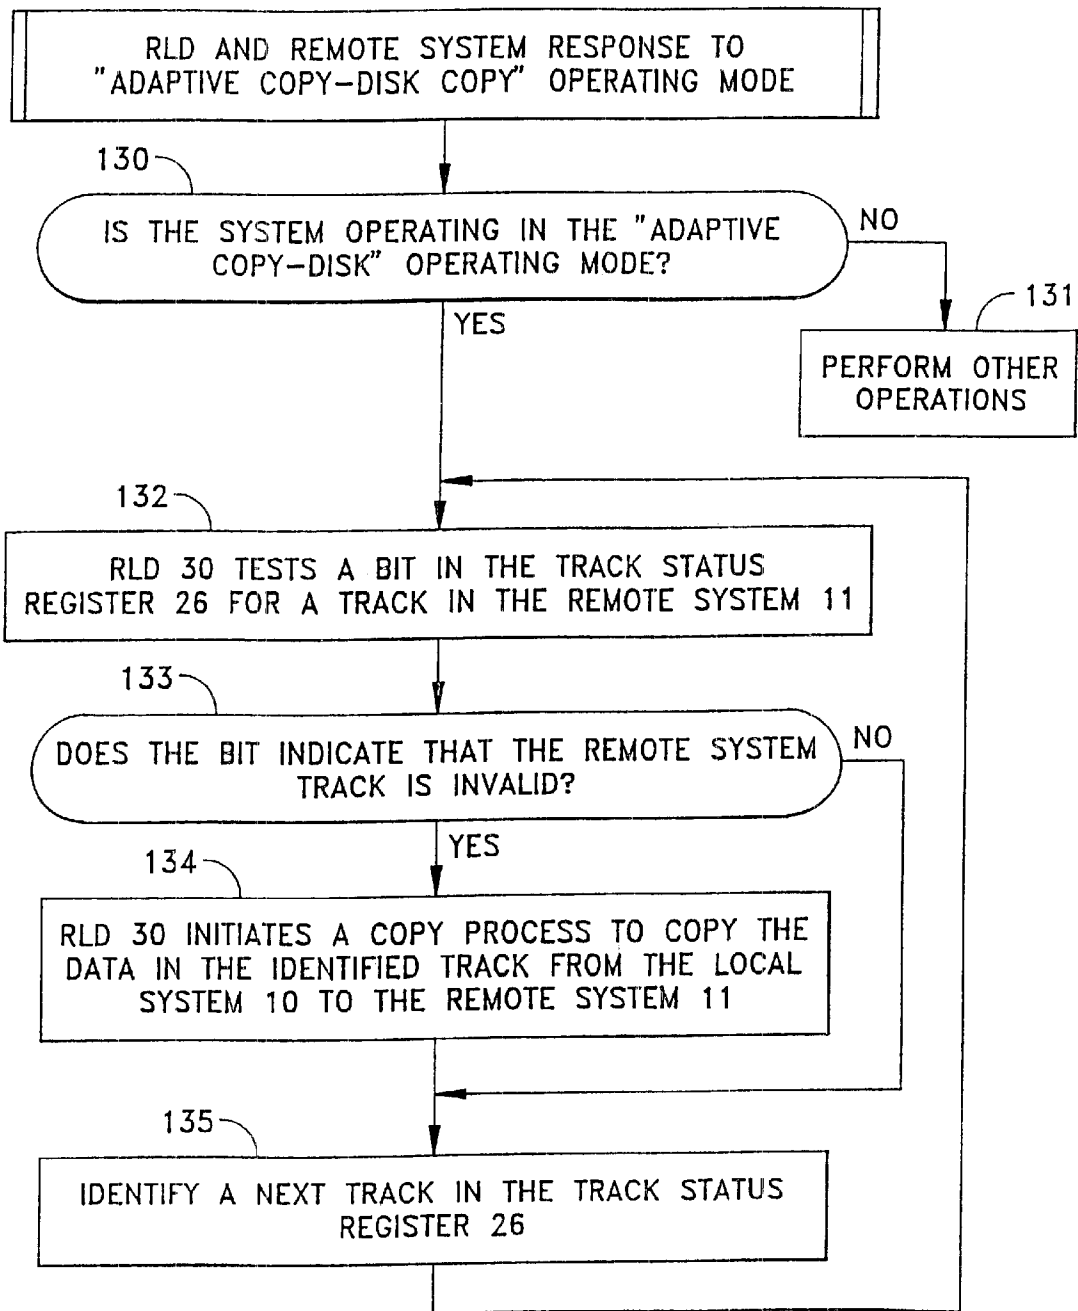 RLD AND REMOTE SYSTEM RESPONSE TO
"ADAPTIVE COPY-DISK COPY" OPERATING MODE
130
IS THE SYSTEM OPERATING IN THE "ADAPTIVE
COPY-DISK" OPERATING MODE?
NO
YES
131
PERFORM OTHER
OPERATIONS
132
RLD 30 TESTS A BIT IN THE TRACK STATUS
REGISTER 26 FOR A TRACK IN THE REMOTE SYSTEM 11
133
DOES THE BIT INDICATE THAT THE REMOTE SYSTEM
TRACK IS INVALID?
NO
YES
134
RLD 30 INITIATES A COPY PROCESS TO COPY THE
DATA IN THE IDENTIFIED TRACK FROM THE LOCAL
SYSTEM 10 TO THE REMOTE SYSTEM 11
135
IDENTIFY A NEXT TRACK IN THE TRACK STATUS
REGISTER 26